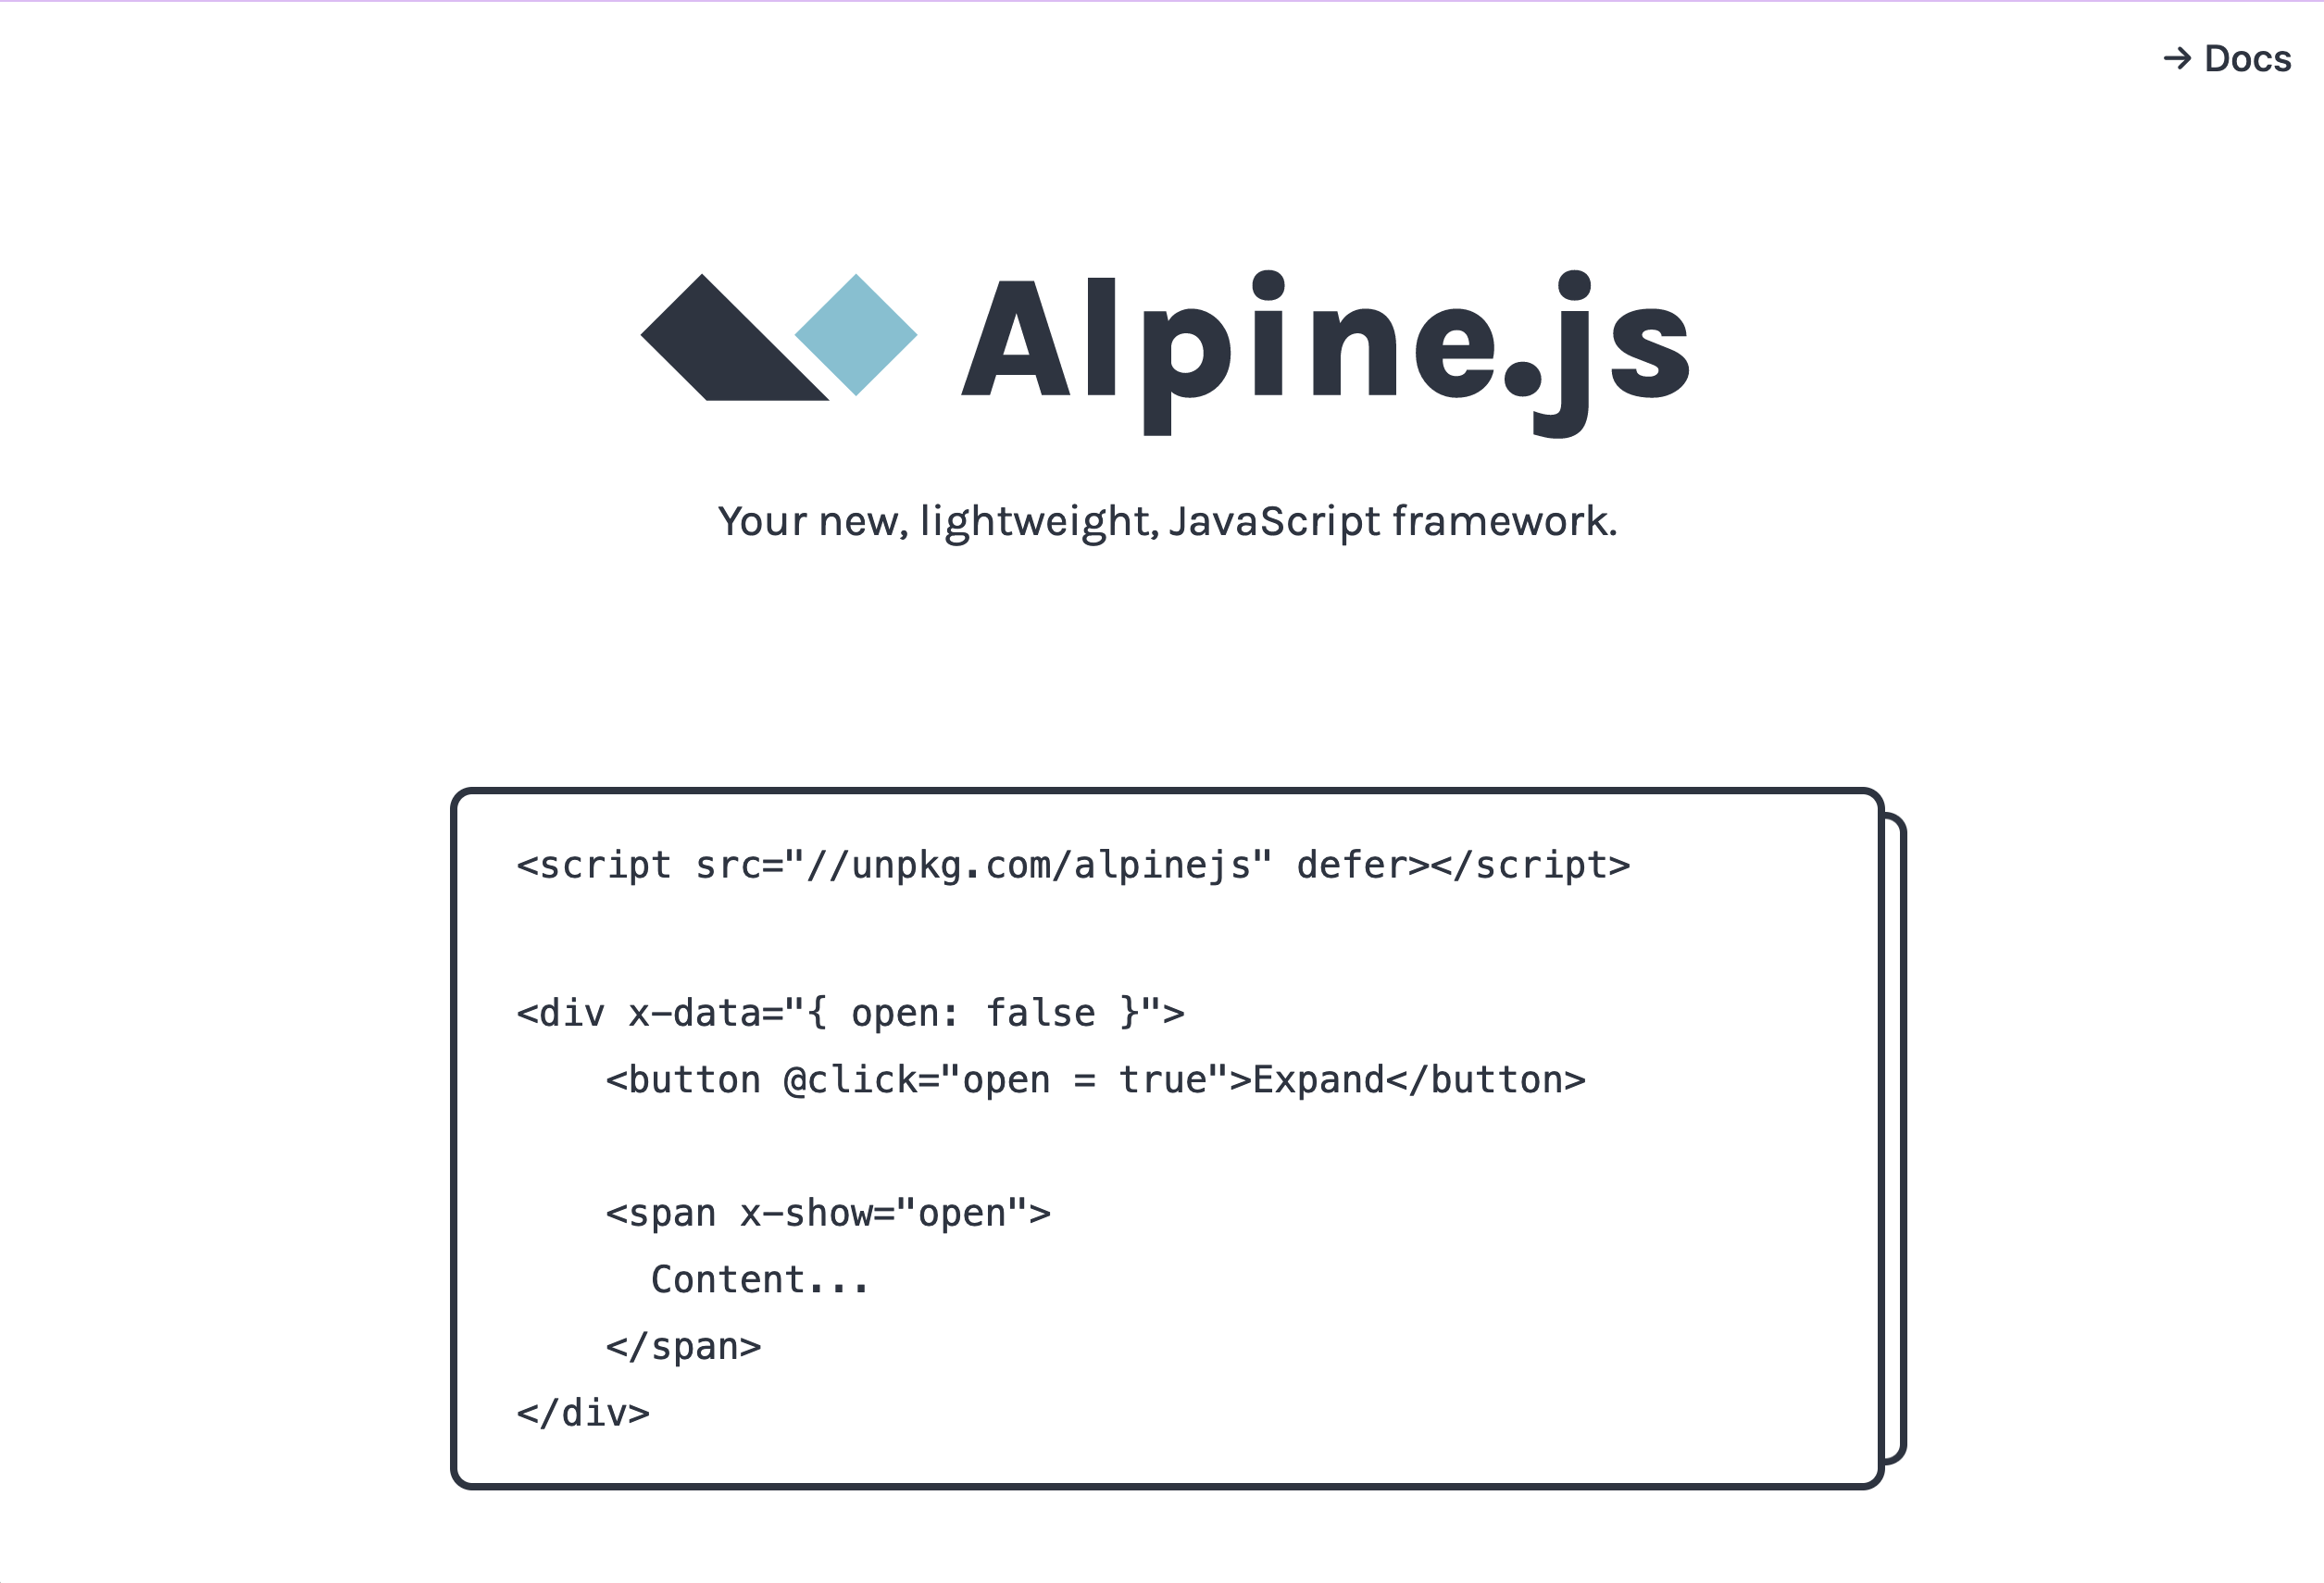 Docs
Alpine.js
Your new, lightweight, JavaScript framework.
<script src="//unpkg.com/alpinejs" defer></script>
<div x-data="{ open: false }">
    <button @click="open = true">Expand</button>
    <span x-show="open">
      Content...
    </span>
</div>